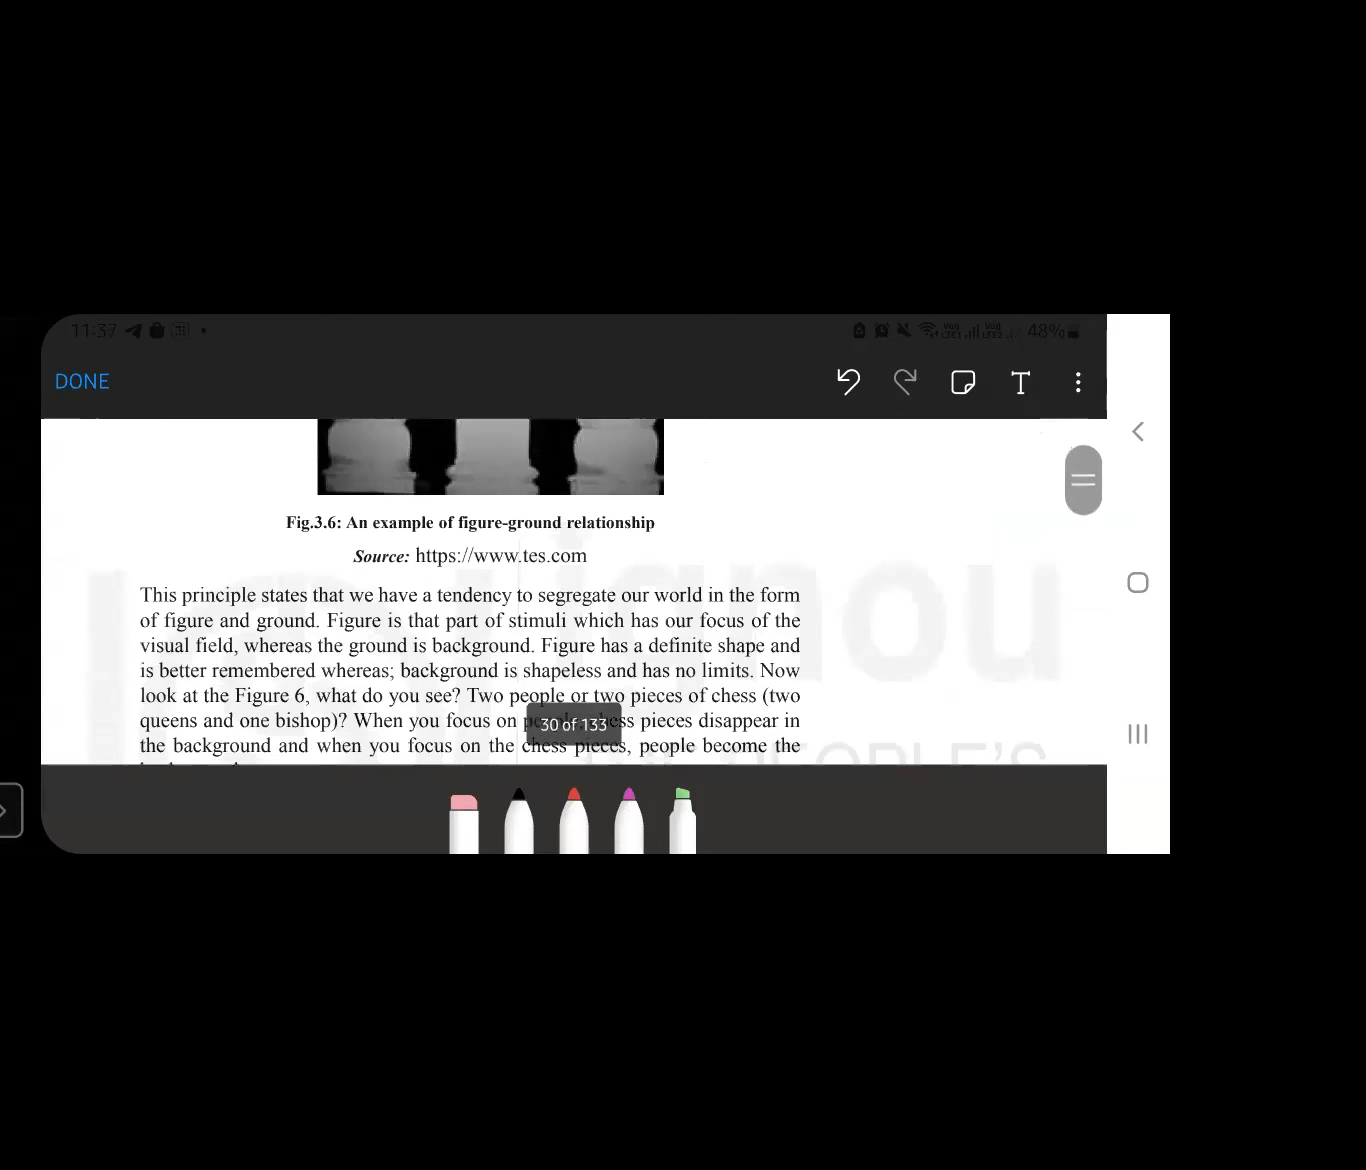 11:37
48%
DONE
Fig.3.6: An example of figure-ground relationship
Source: https://www.tes.com
This principle states that we have a tendency to segregate our world in the form
of figure and ground. Figure is that part of stimuli which has our focus of the
visual field, whereas the ground is background. Figure has a definite shape and
is better remembered whereas; background is shapeless and has no limits. Now
look at the Figure 6, what do you see? Two people or two pieces of chess (two
queens and one bishop)? When you focus on chess pieces disappear in
the background and when you focus on the chess pieces, people become the
30 of 133
ignou
PEOPLE'S